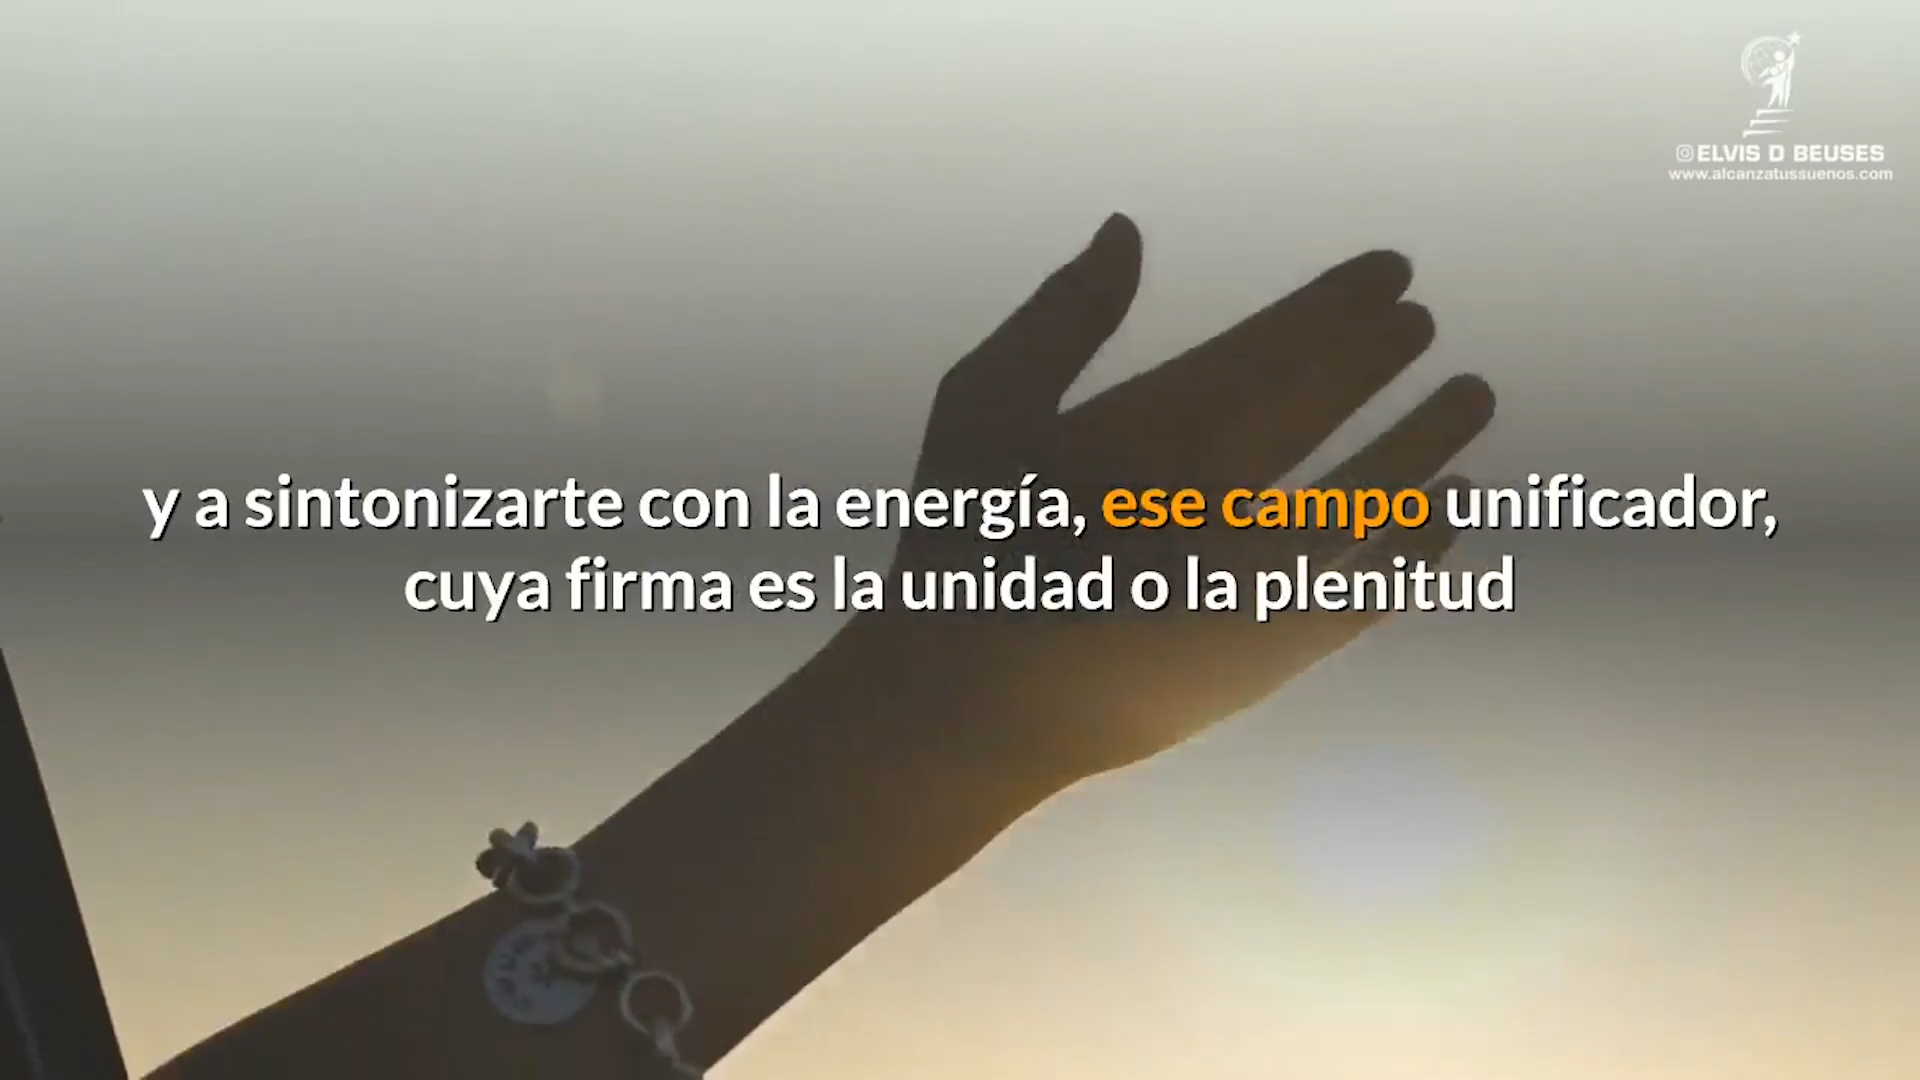 ELVIS D BEUSES
www.alcanzatussuenos.com
y a sintonizarte con la energía, ese campo unificador,
cuya firma es la unidad o la plenitud